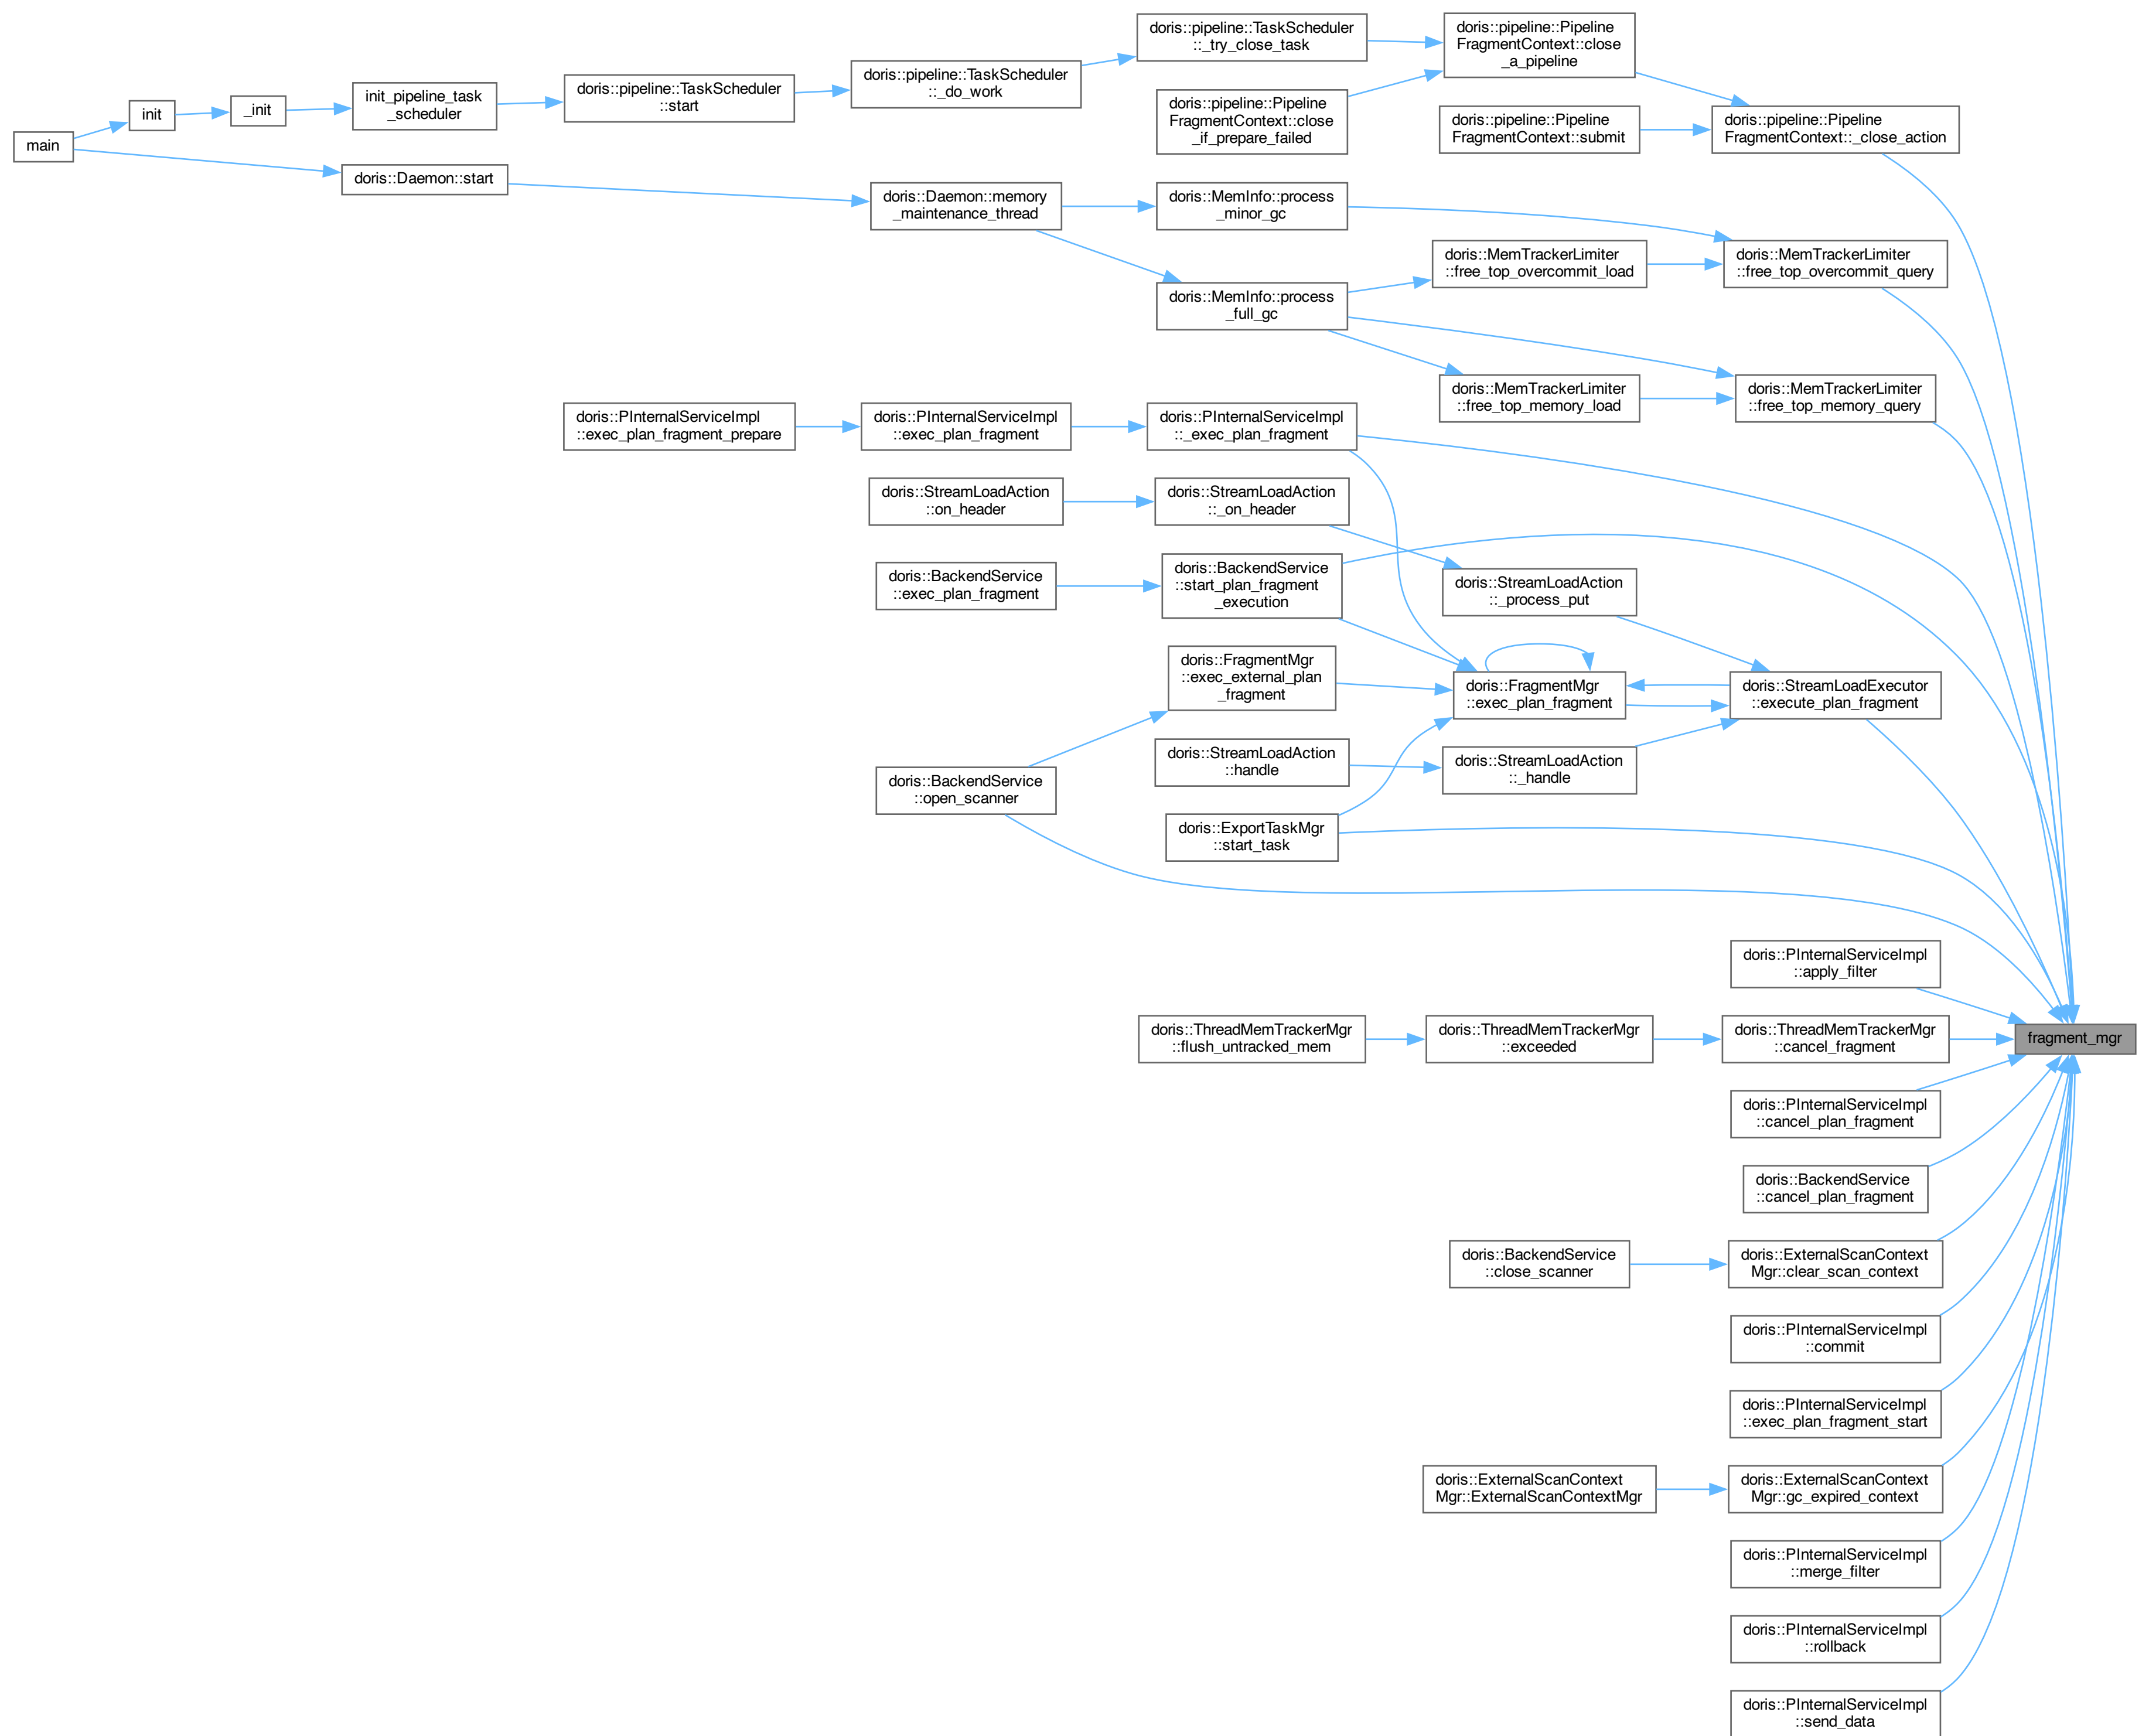 doris::pipeline::TaskScheduler
::_try_close_task
doris::pipeline::Pipeline
FragmentContext::close
_a_pipeline
doris::pipeline::TaskScheduler
::_do_work
doris::pipeline::TaskScheduler
::start
init_pipeline_task
_scheduler
_init
init
main
doris::pipeline::Pipeline
FragmentContext::close
_if_prepare_failed
doris::pipeline::Pipeline
FragmentContext::submit
doris::pipeline::Pipeline
FragmentContext::_close_action
doris::Daemon::start
doris::Daemon::memory
_maintenance_thread
doris::MemInfo::process
_minor_gc
doris::MemTrackerLimiter
::free_top_overcommit_load
doris::MemTrackerLimiter
::free_top_overcommit_query
doris::MemInfo::process
_full_gc
doris::MemTrackerLimiter
::free_top_memory_load
doris::MemTrackerLimiter
::free_top_memory_query
doris::PInternalServiceImpl
::exec_plan_fragment_prepare
doris::PInternalServiceImpl
::exec_plan_fragment
doris::PInternalServiceImpl
::_exec_plan_fragment
doris::StreamLoadAction
::on_header
doris::StreamLoadAction
::_on_header
doris::BackendService
::exec_plan_fragment
doris::BackendService
::start_plan_fragment
_execution
doris::StreamLoadAction
::_process_put
doris::FragmentMgr
::exec_external_plan
_fragment
doris::FragmentMgr
::exec_plan_fragment
doris::StreamLoadExecutor
::execute_plan_fragment
doris::BackendService
::open_scanner
doris::StreamLoadAction
::handle
doris::StreamLoadAction
::_handle
doris::ExportTaskMgr
::start_task
doris::PInternalServiceImpl
::apply_filter
doris::ThreadMemTrackerMgr
::flush_untracked_mem
doris::ThreadMemTrackerMgr
::exceeded
doris::ThreadMemTrackerMgr
::cancel_fragment
fragment_mgr
doris::PInternalServiceImpl
::cancel_plan_fragment
doris::BackendService
::cancel_plan_fragment
doris::BackendService
::close_scanner
doris::ExternalScanContext
Mgr::clear_scan_context
doris::PInternalServiceImpl
::commit
doris::PInternalServiceImpl
::exec_plan_fragment_start
doris::ExternalScanContext
Mgr::ExternalScanContextMgr
doris::ExternalScanContext
Mgr::gc_expired_context
doris::PInternalServiceImpl
::merge_filter
doris::PInternalServiceImpl
::rollback
doris::PInternalServiceImpl
::send_data